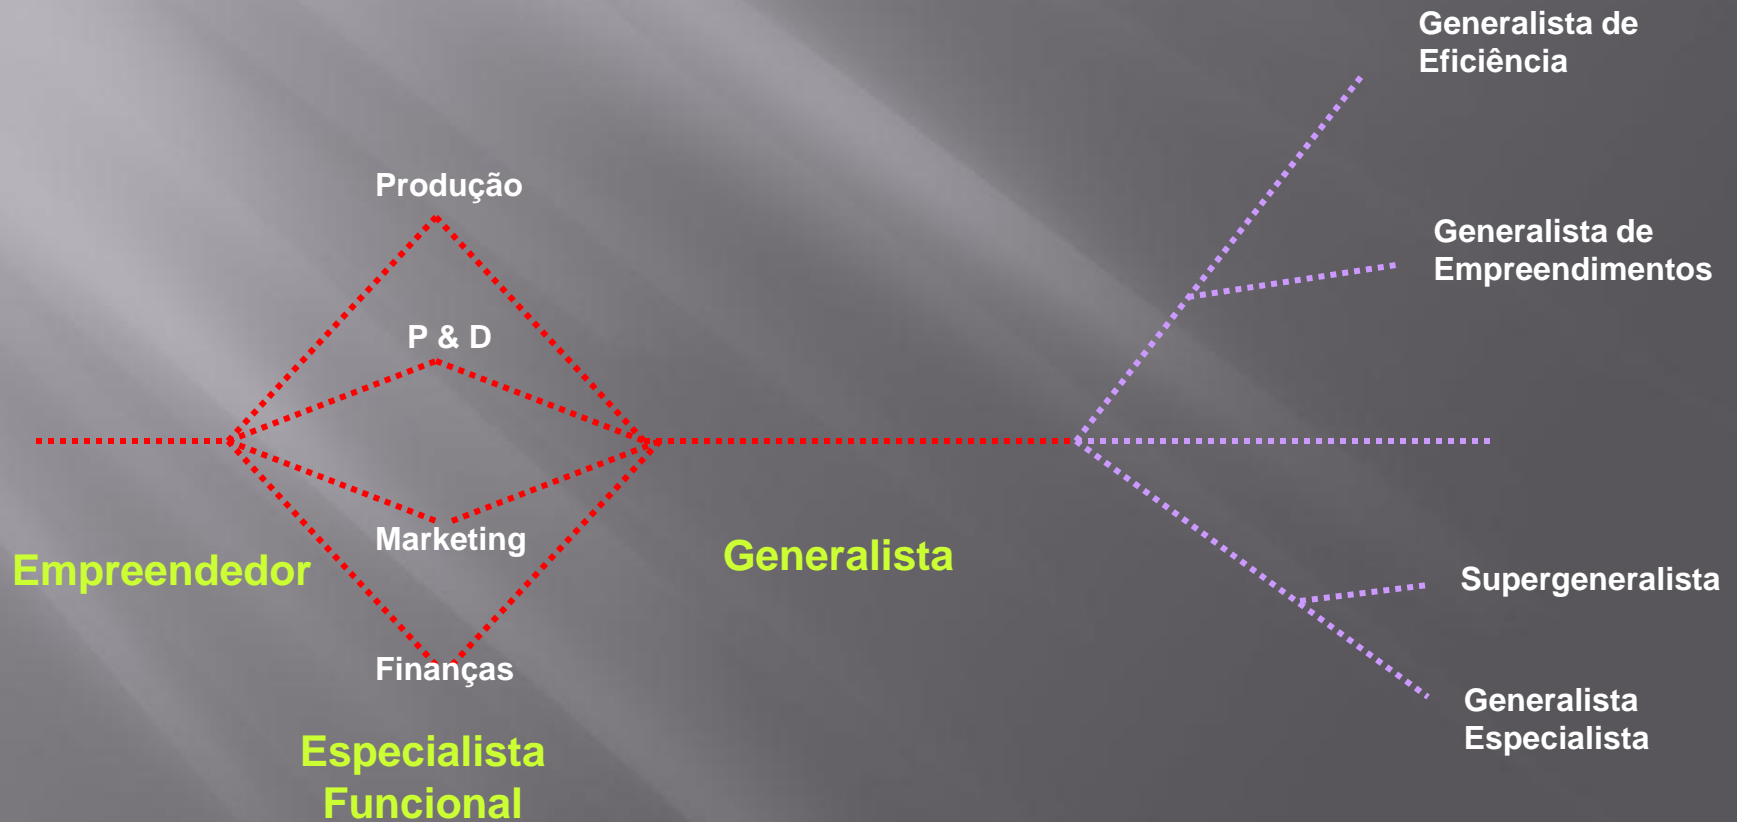 Generalista de
Eficiência
Produção
Generalista de
Empreendimentos
P & D
Marketing
Empreendedor
Generalista
Supergeneralista
Finanças
Generalista
Especialista
Especialista
Funcional